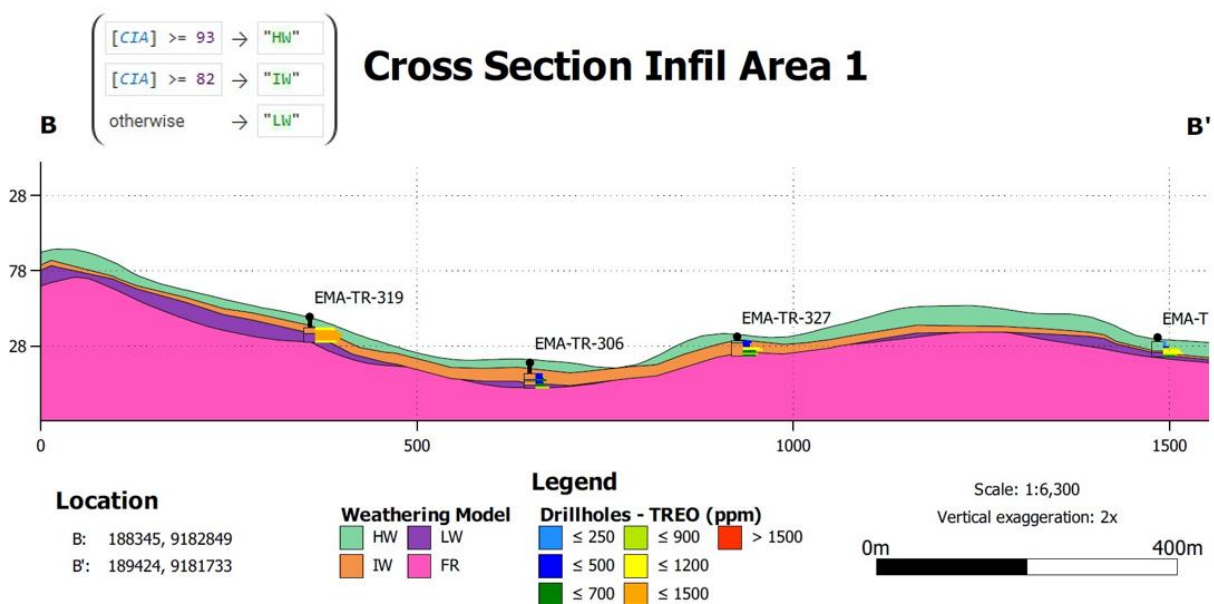 [CIA] >= 93 → "HW"
[CIA] >= 82 → "IW"
otherwise → "LW"
Cross Section Infil Area 1
B
B'
28
78
28
EMA-TR-319
EMA-TR-306
EMA-TR-327
EMA-T
0
500
1000
1500
Location
B: 188345, 9182849
B': 189424, 9181733
Legend
Weathering Model
HW
LW
IW
FR
Drillholes - TREO (ppm)
≤ 250
≤ 900
> 1500
≤ 500
≤ 1200
≤ 700
≤ 1500
Scale: 1:6,300
Vertical exaggeration: 2x
0m
400m